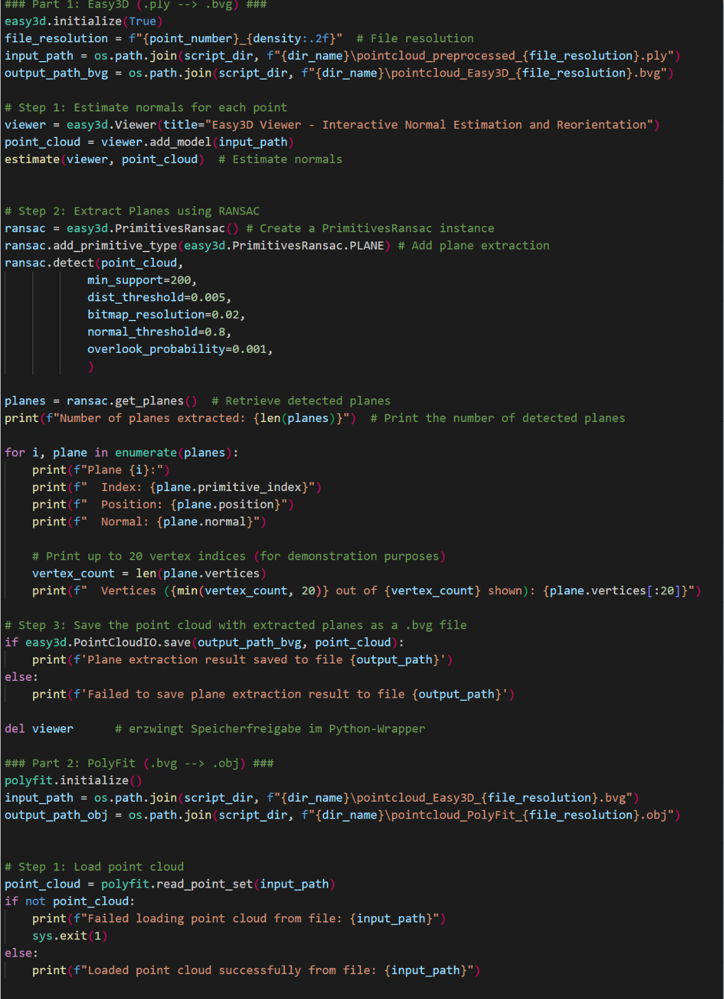 ### Part 1: Easy3D (.ply --> .bvg) ###
easy3d.initialize(True)
file_resolution = f"{point_number}_{density:.2f}"  # File resolution
input_path = os.path.join(script_dir, f"{dir_name}\pointcloud_preprocessed_{file_resolution}.ply")
output_path_bvg = os.path.join(script_dir, f"{dir_name}\pointcloud_Easy3D_{file_resolution}.bvg")

# Step 1: Estimate normals for each point
viewer = easy3d.Viewer(title="Easy3D Viewer - Interactive Normal Estimation and Reorientation")
point_cloud = viewer.add_model(input_path)
estimate(viewer, point_cloud)  # Estimate normals


# Step 2: Extract Planes using RANSAC
ransac = easy3d.PrimitivesRansac() # Create a PrimitivesRansac instance
ransac.add_primitive_type(easy3d.PrimitivesRansac.PLANE) # Add plane extraction
ransac.detect(point_cloud,
            min_support=200,
            dist_threshold=0.005,
            bitmap_resolution=0.02,
            normal_threshold=0.8,
            overlook_probability=0.001,
            )

planes = ransac.get_planes()  # Retrieve detected planes
print(f"Number of planes extracted: {len(planes)}")  # Print the number of detected planes

for i, plane in enumerate(planes):
    print(f"Plane {i}:")
    print(f"  Index: {plane.primitive_index}")
    print(f"  Position: {plane.position}")
    print(f"  Normal: {plane.normal}")

    # Print up to 20 vertex indices (for demonstration purposes)
    vertex_count = len(plane.vertices)
    print(f"  Vertices ({min(vertex_count, 20)} out of {vertex_count} shown): {plane.vertices[:20]}")

# Step 3: Save the point cloud with extracted planes as a .bvg file
if easy3d.PointCloudIO.save(output_path_bvg, point_cloud):
    print(f'Plane extraction result saved to file {output_path}')
else:
    print(f'Failed to save plane extraction result to file {output_path}')

del viewer      # erzwingt Speicherfreigabe im Python-Wrapper

### Part 2: PolyFit (.bvg --> .obj) ###
polyfit.initialize()
input_path = os.path.join(script_dir, f"{dir_name}\pointcloud_Easy3D_{file_resolution}.bvg")
output_path_obj = os.path.join(script_dir, f"{dir_name}\pointcloud_PolyFit_{file_resolution}.obj")


# Step 1: Load point cloud
point_cloud = polyfit.read_point_set(input_path)
if not point_cloud:
    print(f"Failed loading point cloud from file: {input_path}")
    sys.exit(1)
else:
    print(f"Loaded point cloud successfully from file: {input_path}")